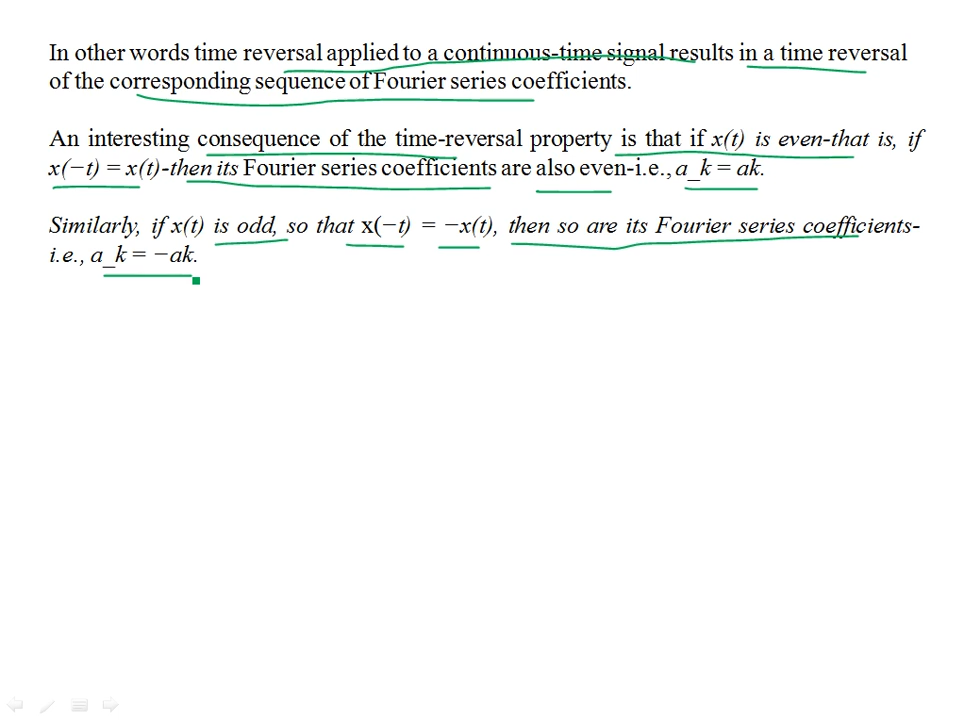 In other words time reversal applied to a continuous-time signal results in a time reversal
of the corresponding sequence of Fourier series coefficients.
An interesting consequence of the time-reversal property is that if x(t) is even-that is, if
x(−t) = x(t)-then its Fourier series coefficients are also even-i.e., a_k = ak.
Similarly, if x(t) is odd, so that x(−t) = −x(t), then so are its Fourier series coefficients-
i.e., a_k = −ak.